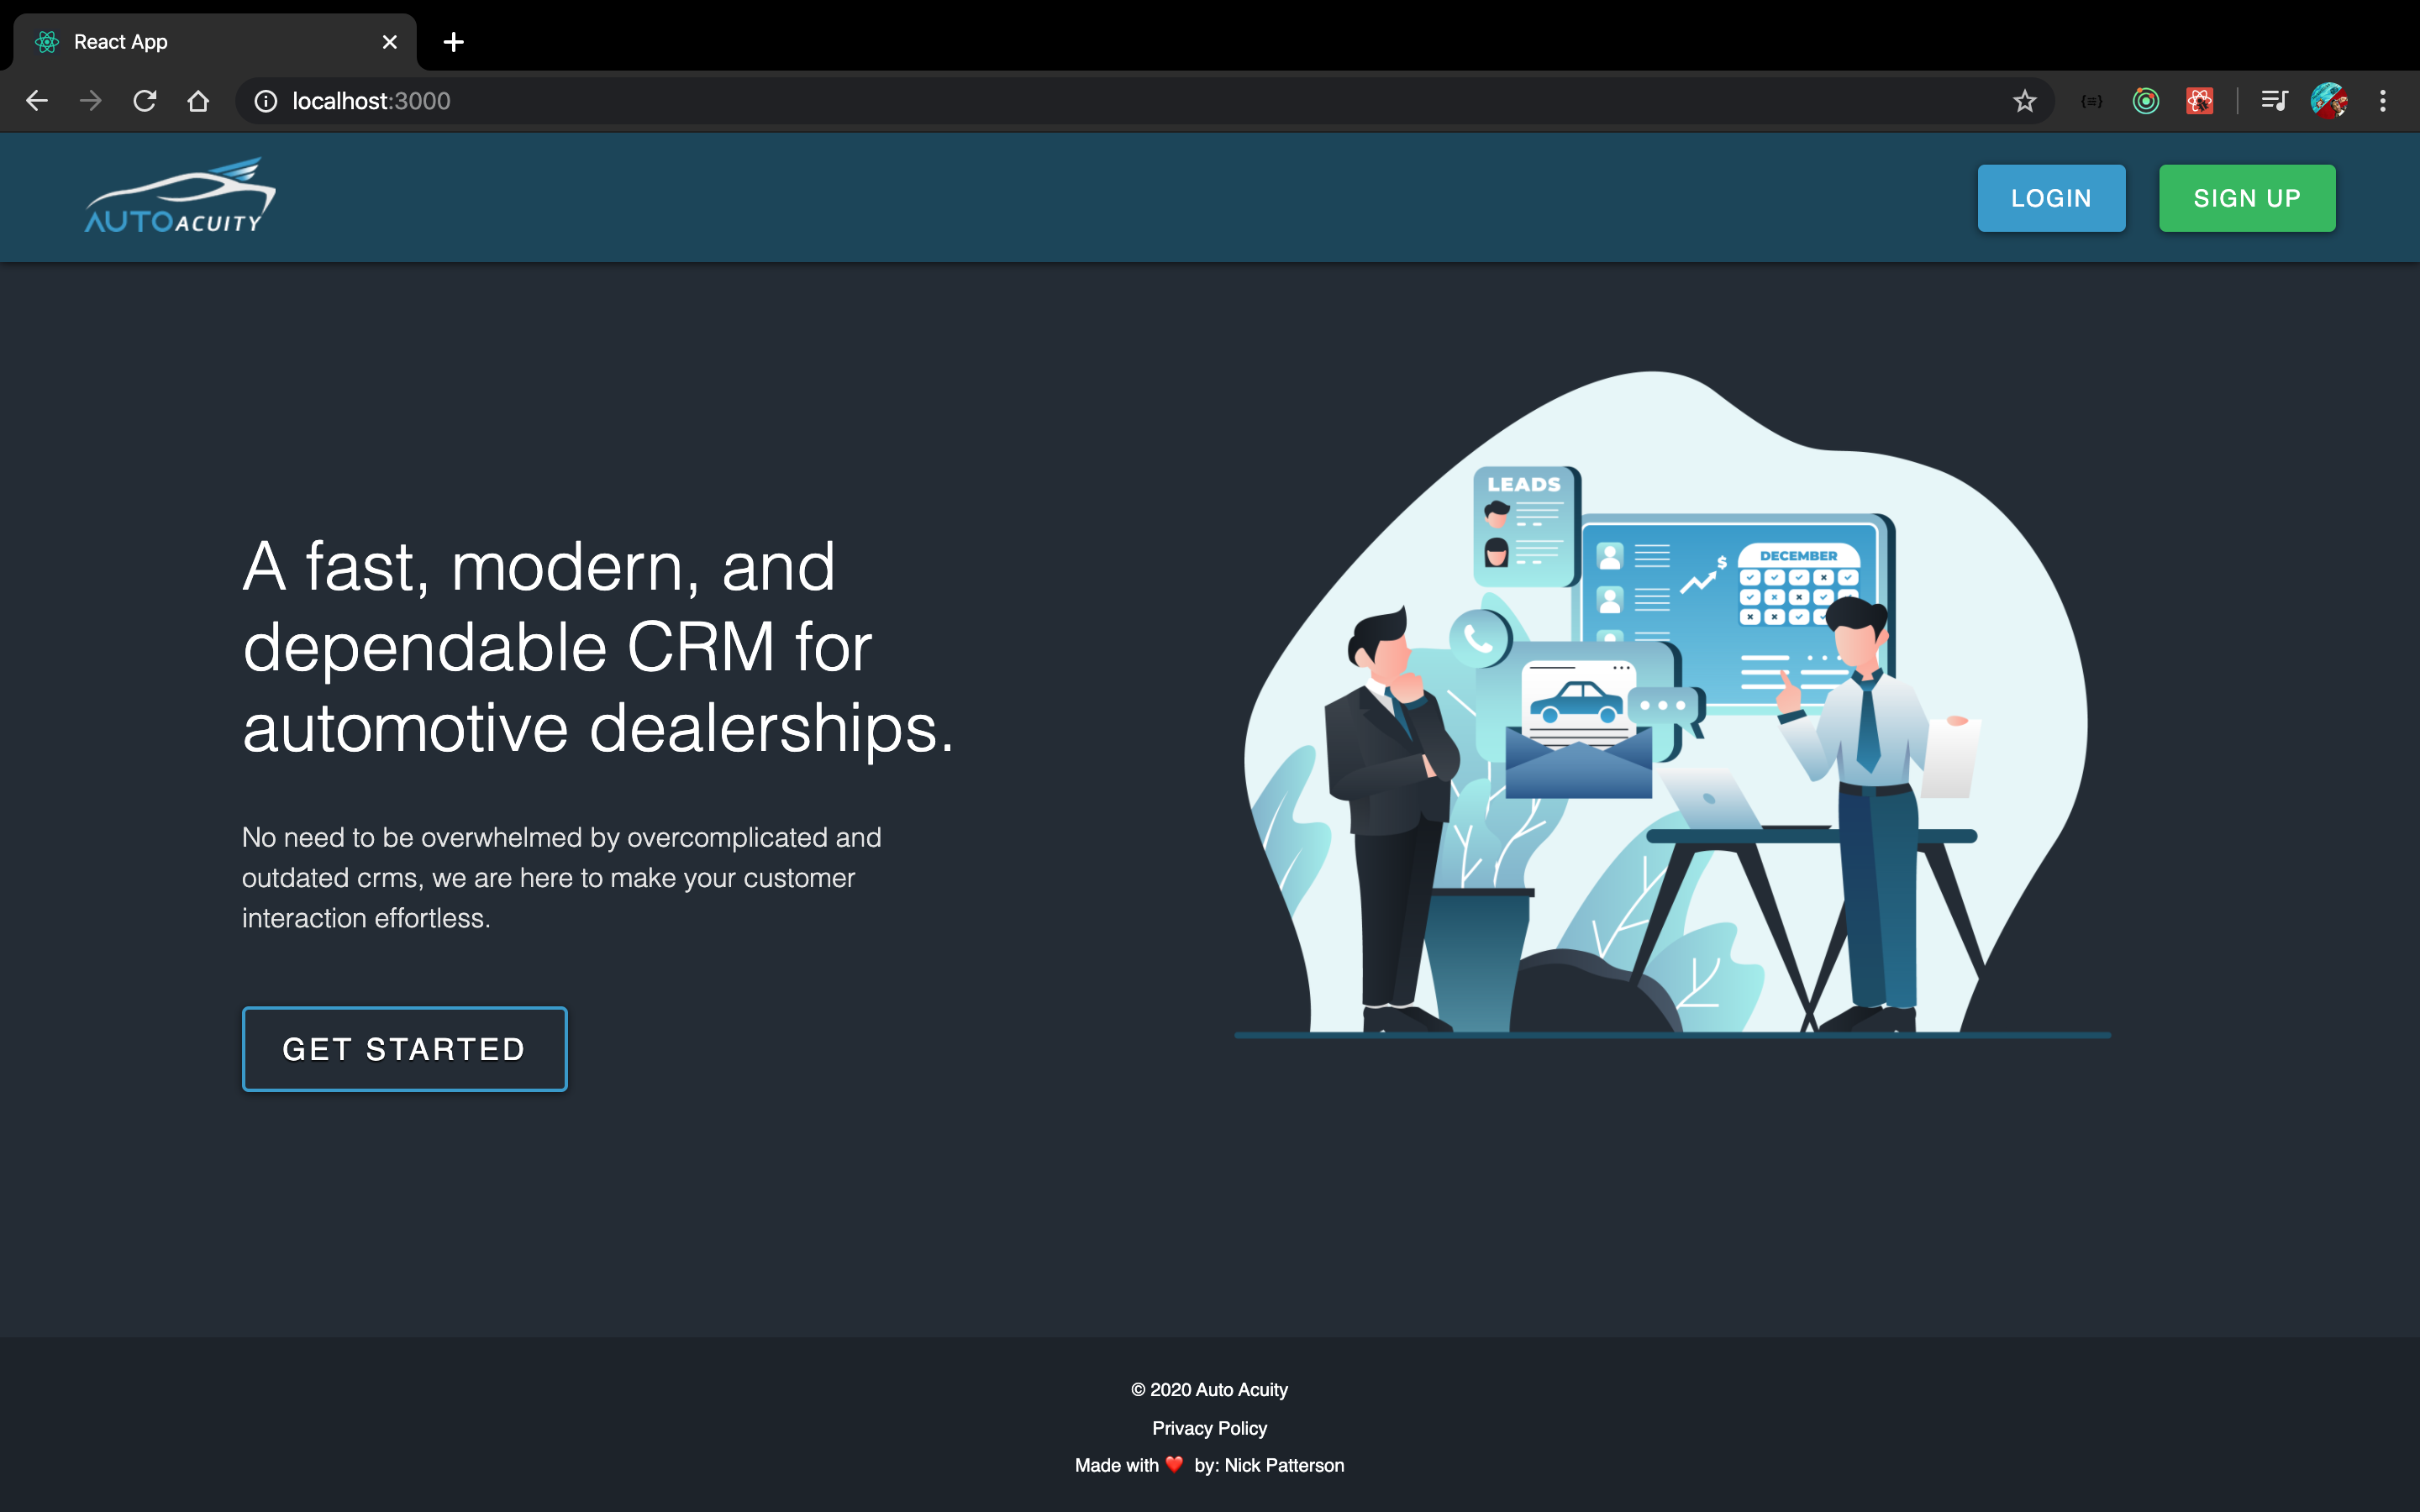 React App
localhost:3000
AUTOACUITY
LOGIN
SIGN UP
A fast, modern, and
dependable CRM for
automotive dealerships.
No need to be overwhelmed by overcomplicated and
outdated crms, we are here to make your customer
interaction effortless.
GET STARTED
LEADS
$
DECEMBER
© 2020 Auto Acuity
Privacy Policy
Made with ❤️ by: Nick Patterson